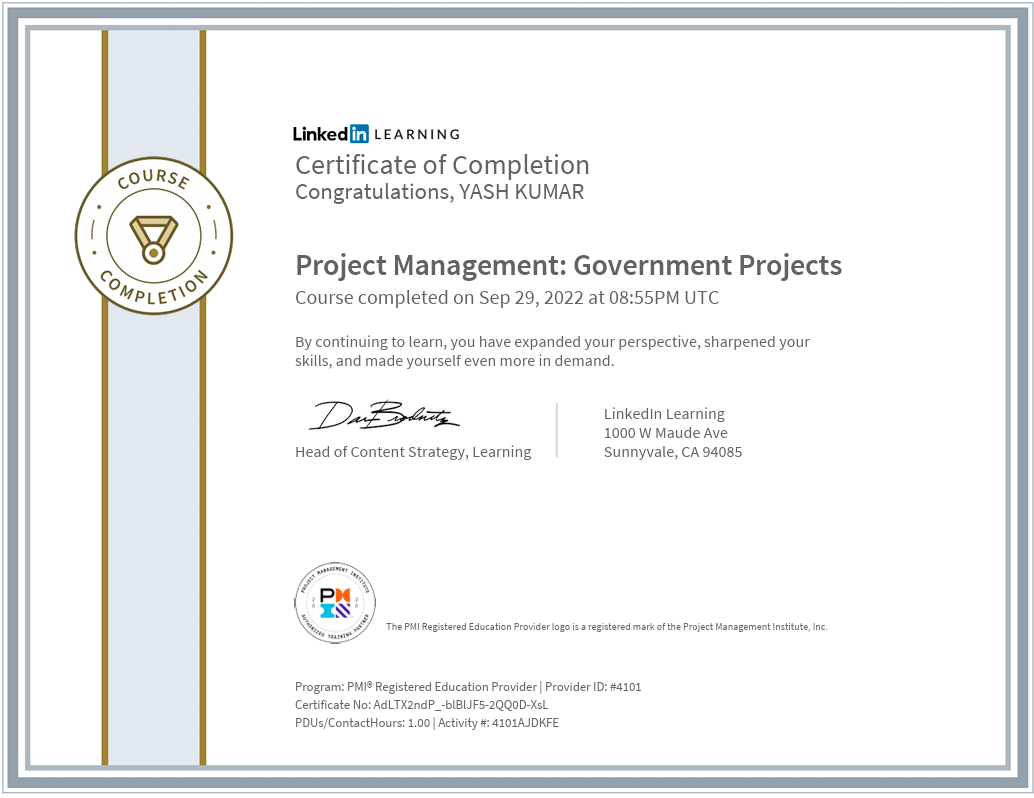 COURSE
COMPLETION
Linked in LEARNING
Certificate of Completion
Congratulations, YASH KUMAR
Project Management: Government Projects
Course completed on Sep 29, 2022 at 08:55PM UTC
By continuing to learn, you have expanded your perspective, sharpened your
skills, and made yourself even more in demand.
Head of Content Strategy, Learning
LinkedIn Learning
1000 W Maude Ave
Sunnyvale, CA 94085
PROJECT MANAGEMENT INSTITUTE
20 20
AUTHORIZED TRAINING PARTNER
The PMI Registered Education Provider logo is a registered mark of the Project Management Institute, Inc.
Program: PMI® Registered Education Provider | Provider ID: #4101
Certificate No: AdLTX2ndP_-blBlJF5-2QQ0D-XsL
PDUs/ContactHours: 1.00 | Activity #: 4101AJDKFE